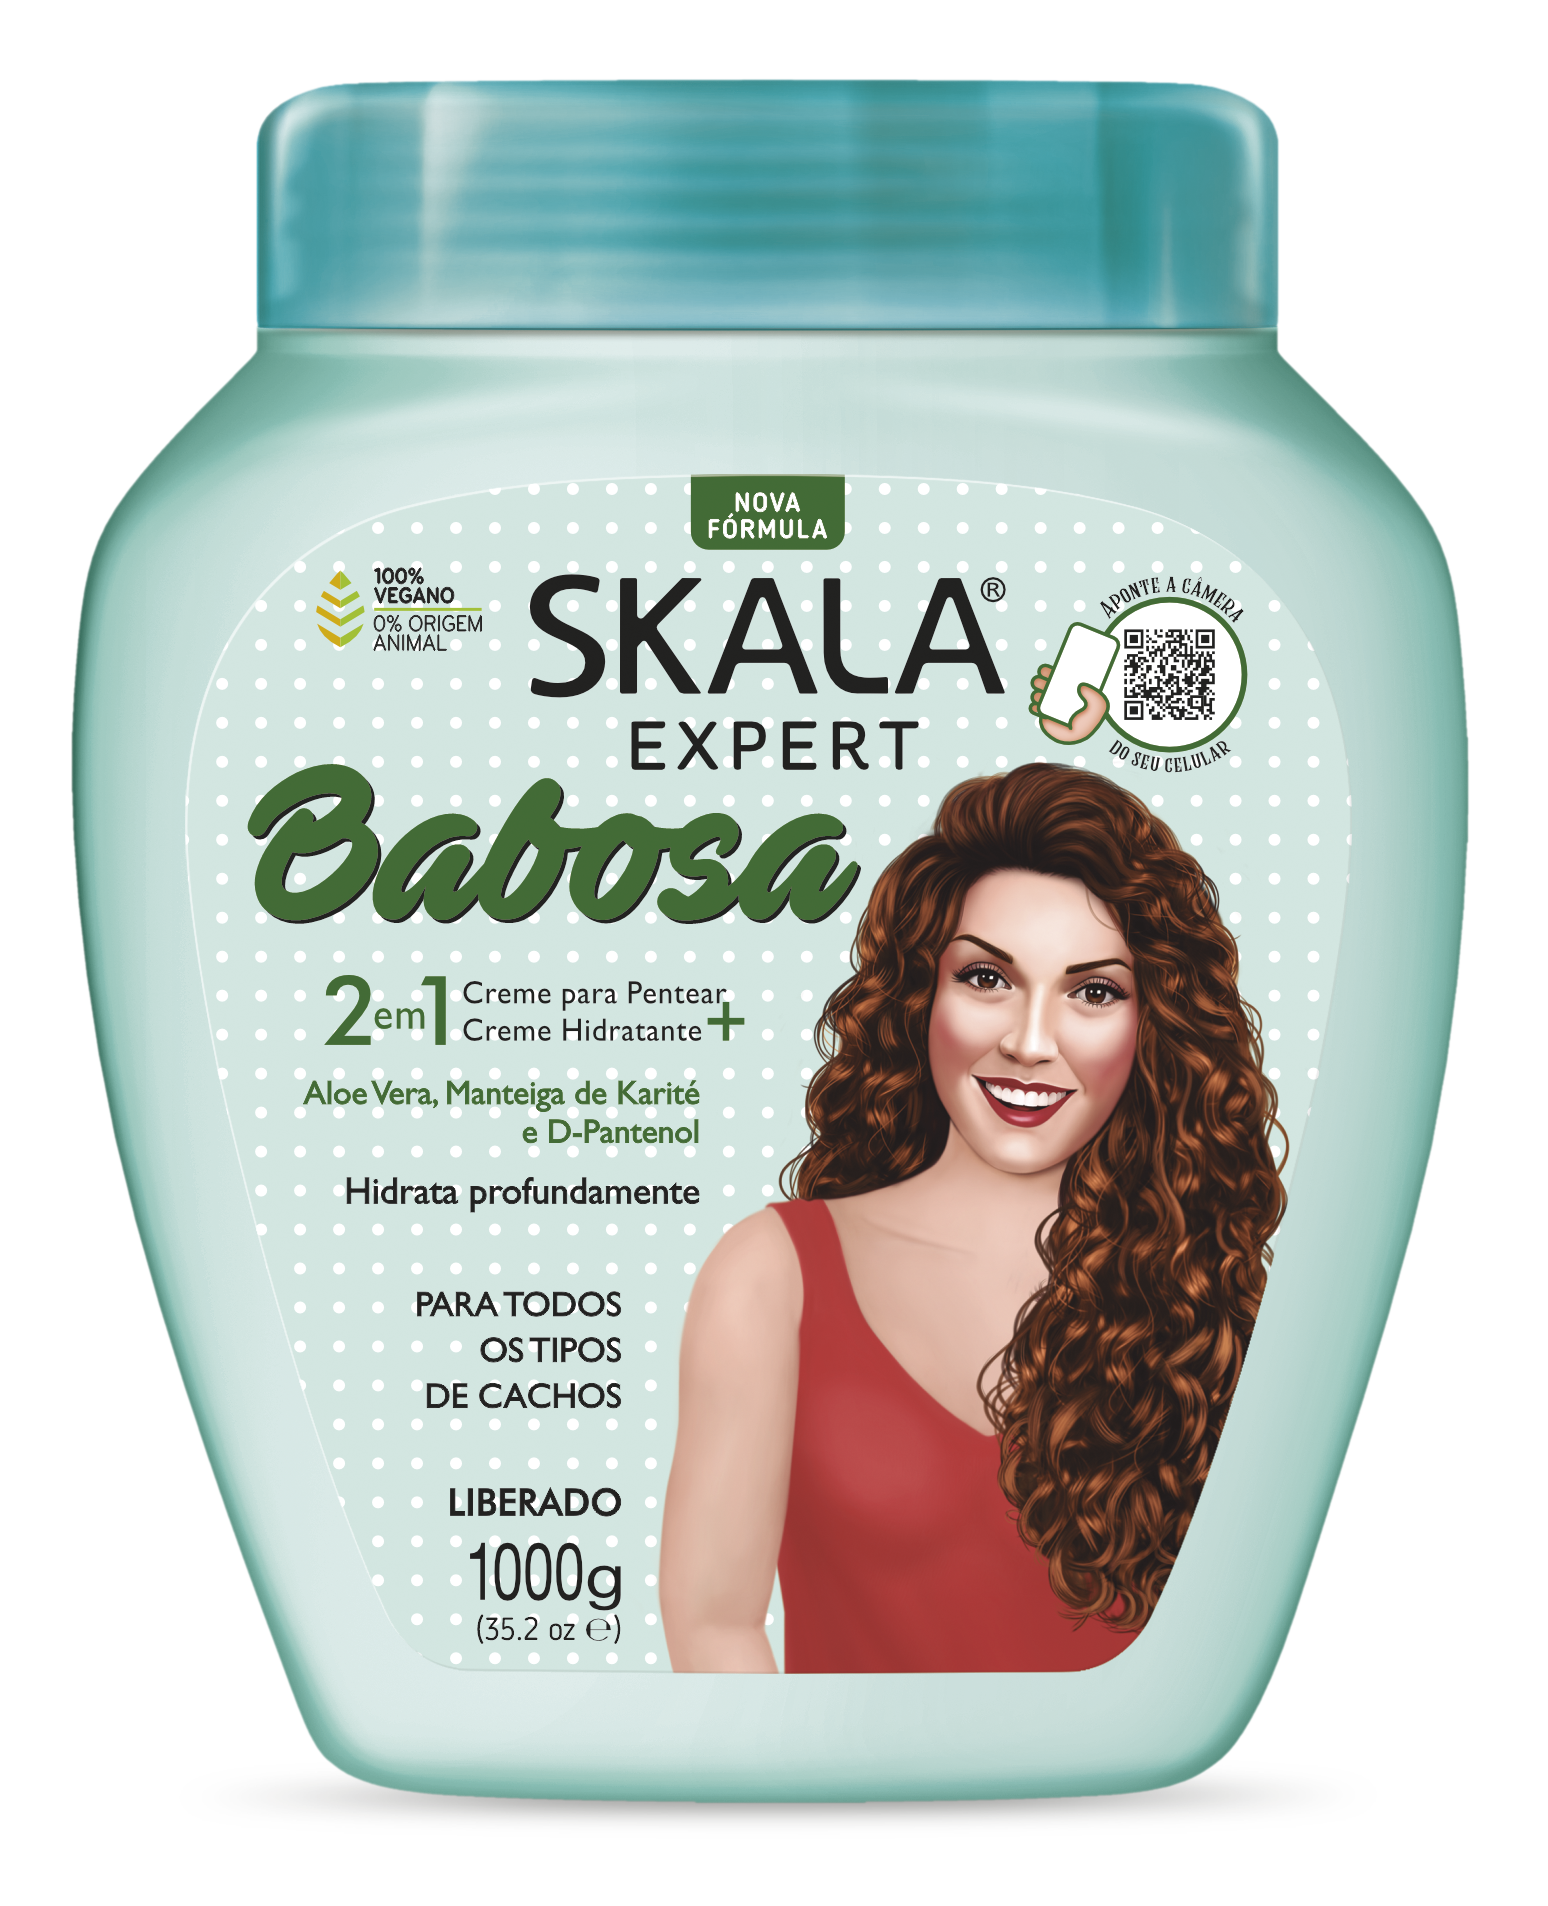 NOVA
FÓRMULA
100%
VEGANO
0% ORIGEM
ANIMAL
SKALA®
EXPERT
APONTE A CÂMERA
DO SEU CELULAR
Babosa
2em1
Creme para Pentear
Creme Hidratante +
Aloe Vera, Manteiga de Karité
e D-Pantenol
Hidrata profundamente
PARA TODOS
OS TIPOS
DE CACHOS
LIBERADO
1000g
(35.2 oz ℮)